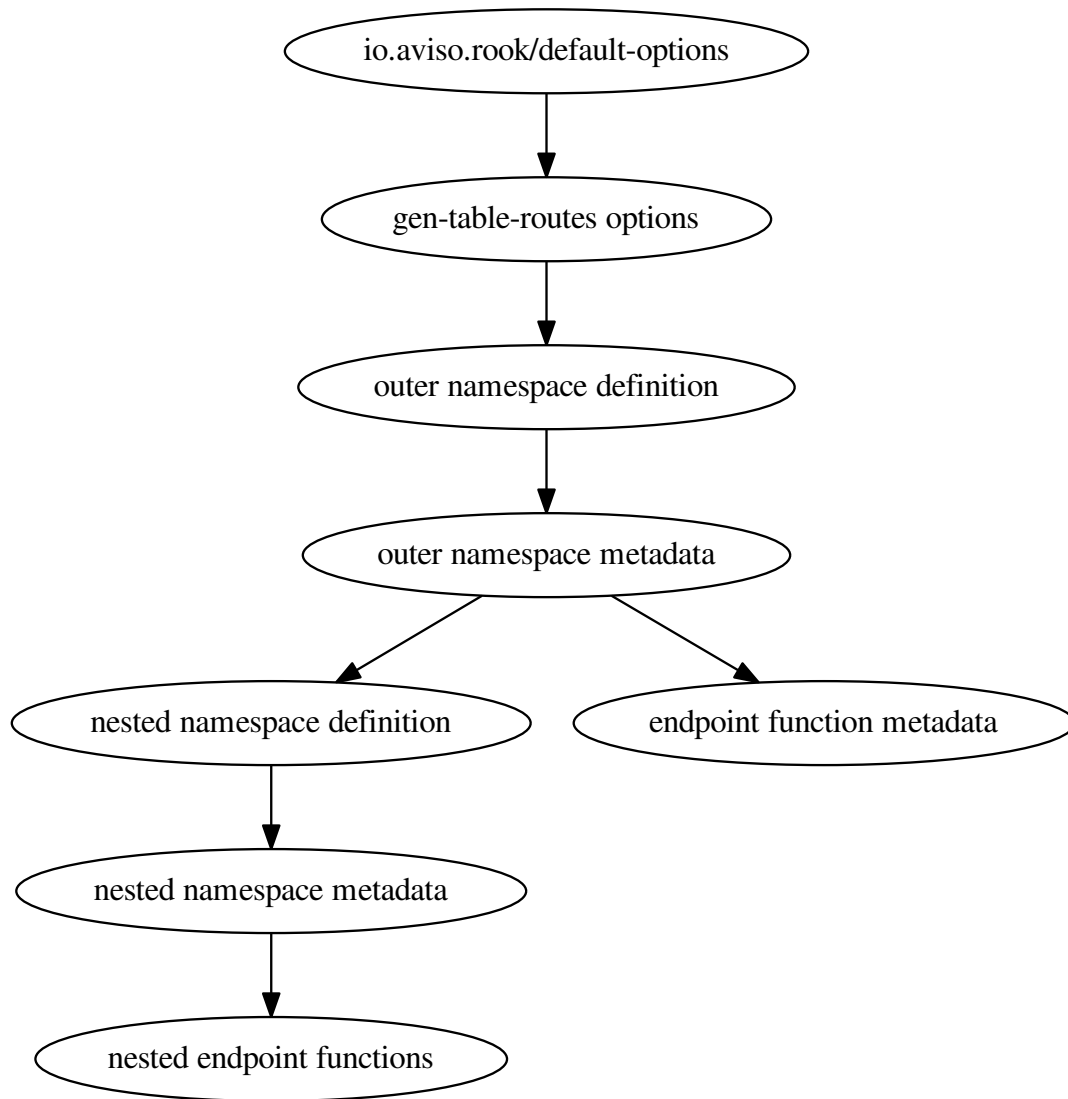 io.aviso.rook/default-options
gen-table-routes options
outer namespace definition
outer namespace metadata
nested namespace definition
endpoint function metadata
nested namespace metadata
nested endpoint functions